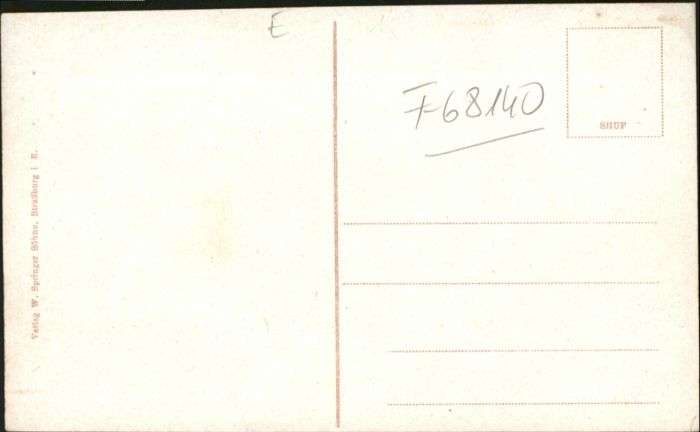 E
F68140
SHUF
Verlag W. Springer Söhne, Straßburg i. E.